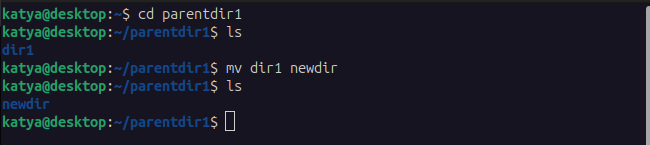 katya@desktop:~$ cd parentdir1
katya@desktop:~/parentdir1$ ls
dir1
katya@desktop:~/parentdir1$ mv dir1 newdir
katya@desktop:~/parentdir1$ ls
newdir
katya@desktop:~/parentdir1$